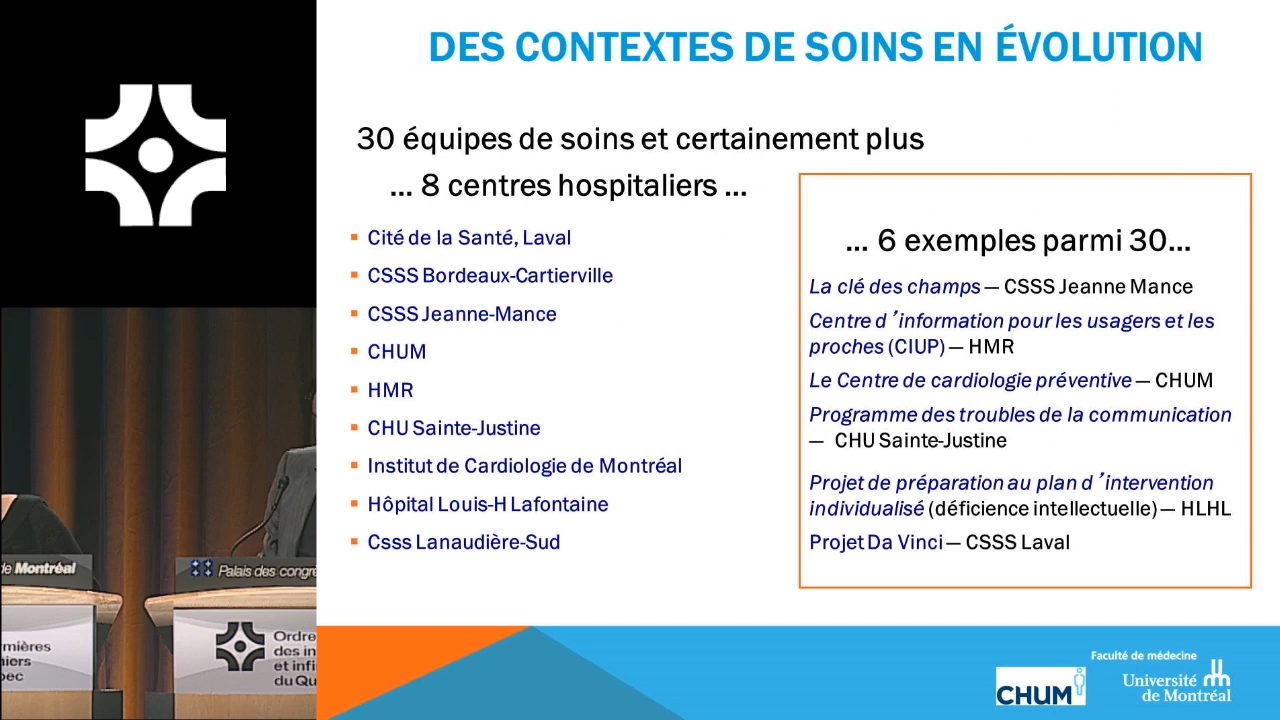 DES CONTEXTES DE SOINS EN ÉVOLUTION
30 équipes de soins et certainement plus
... 8 centres hospitaliers ...
Cité de la Santé, Laval
CSSS Bordeaux-Cartierville
CSSS Jeanne-Mance
CHUM
HMR
CHU Sainte-Justine
Institut de Cardiologie de Montréal
Hôpital Louis-H Lafontaine
Csss Lanaudière-Sud
... 6 exemples parmi 30...
La clé des champs — CSSS Jeanne Mance
Centre d ’information pour les usagers et les
proches (CIUP) — HMR
Le Centre de cardiologie préventive — CHUM
Programme des troubles de la communication
— CHU Sainte-Justine
Projet de préparation au plan d ’intervention
individualisé (déficience intellectuelle) — HLHL
Projet Da Vinci — CSSS Laval
de Montréal
Palais des congr
mières
iers
bec
Ordre
des in
et infi
du Qu
CHUM
Faculté de médecine
Université
de Montréal